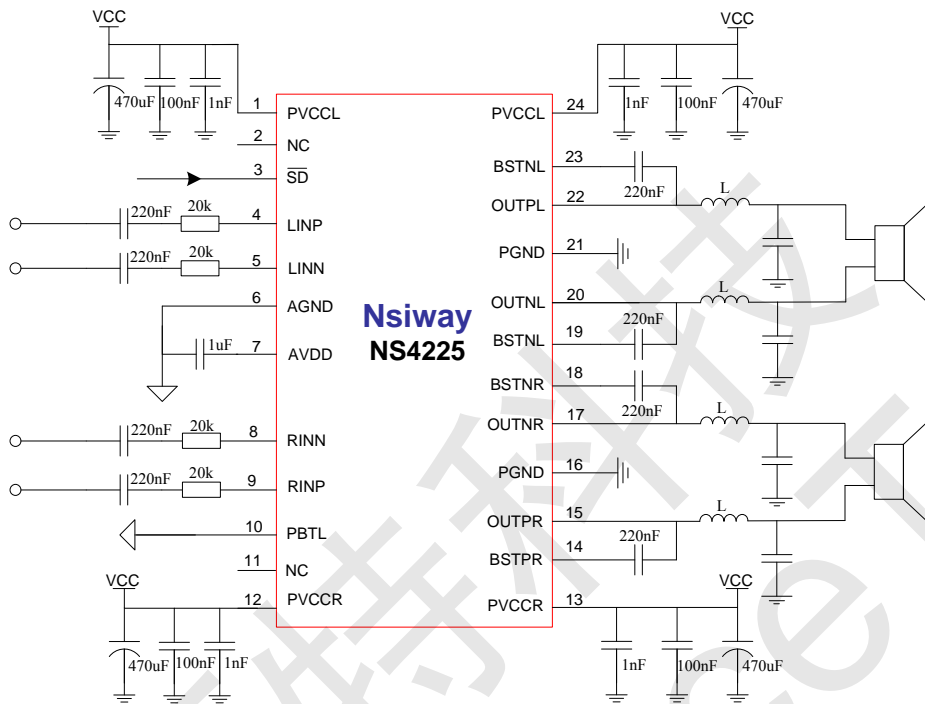 VCC
470uF 100nF 1nF
VCC
1nF 100nF 470uF
1 PVCCL
2 NC
3 SD
220nF 20k 4 LINP
220nF 20k 5 LINN
6 AGND
1uF 7 AVDD
220nF 20k 8 RINN
220nF 20k 9 RINP
10 PBTL
11 NC
12 PVCCR
VCC
470uF 100nF 1nF
Nsiway
NS4225
PVCCL 24
BSTNL 23
220nF
OUTPL 22 L
PGND 21
OUTNL 20 L
220nF
BSTNL 19
BSTNR 18
220nF
OUTNR 17 L
PGND 16
OUTPR 15 L
220nF
BSTPR 14
PVCCR 13
VCC
1nF 100nF 470uF
特科技
ce T